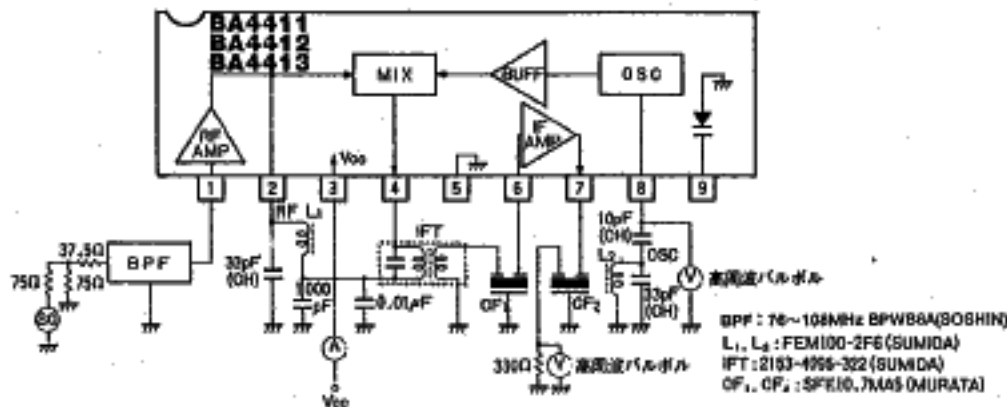 BA4411
BA4412
BA4413
MIX
BUFF
OSC
RF
AMP
IF
AMP
Vcc
1
2
3
4
5
6
7
8
9
RF L₁
IFT
10pF
(CH)
OSC
37.5Ω
75Ω
75Ω
BPF
SG
(CH)
1000
pF
0.01μF
CF₁
CF₂
33pF
(CH)
V
高周波バルボル
330Ω
V
高周波バルボル
A
Vcc
BPF : 76~108MHz BPWB8A(SOSHIN)
L₁, L₂ : FEM100-2F6 (SUMIDA)
IFT : 2153-4095-322 (SUMIDA)
CF₁, CF₂ : SFE10.7MA5 (MURATA)